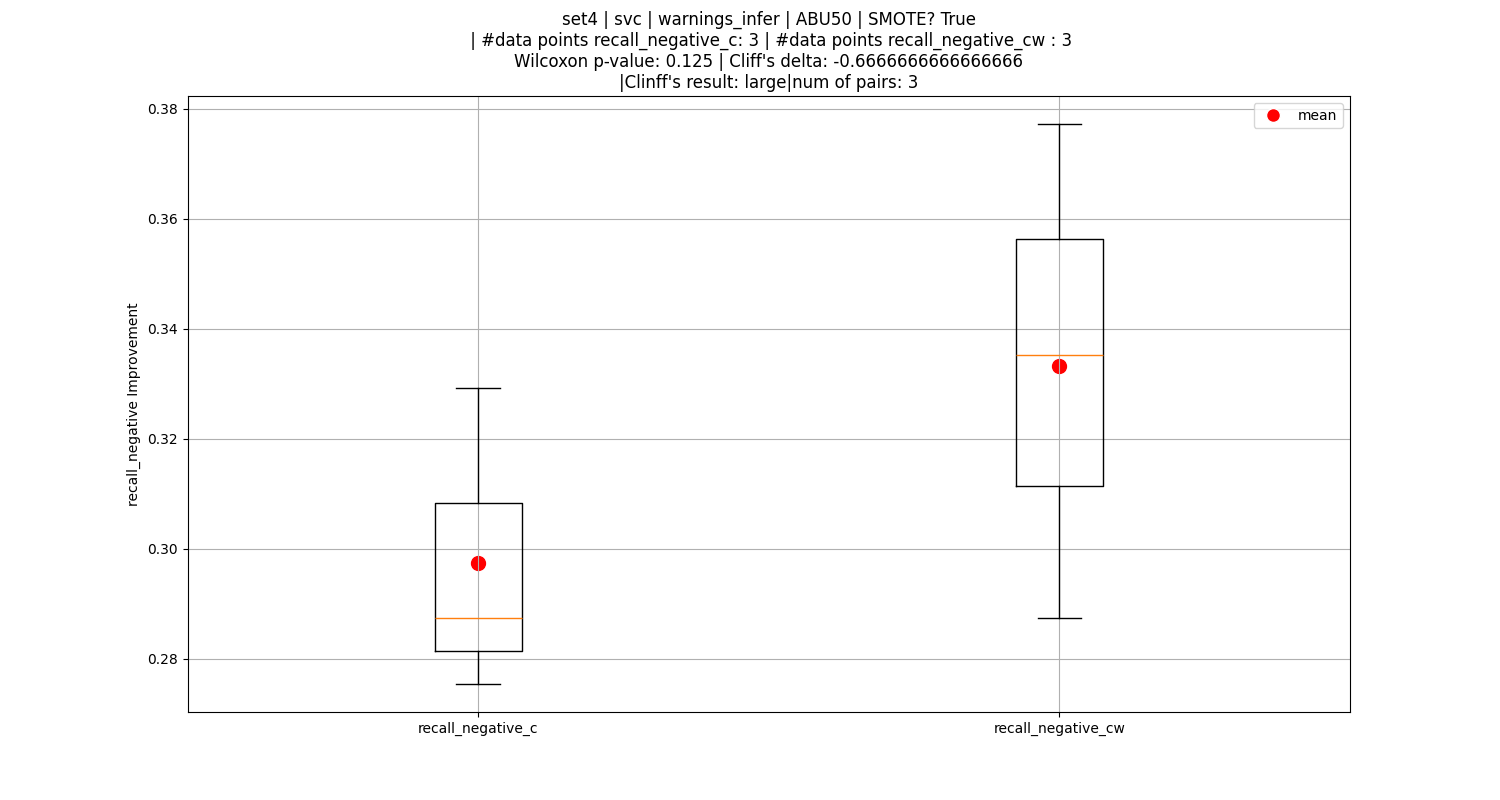 set4 | svc | warnings_infer | ABU50 | SMOTE? True
| #data points recall_negative_c: 3 | #data points recall_negative_cw : 3
Wilcoxon p-value: 0.125 | Cliff's delta: -0.6666666666666666
|Clinff's result: large|num of pairs: 3
mean
0.38
0.36
0.34
0.32
0.30
0.28
recall_negative Improvement
recall_negative_c
recall_negative_cw